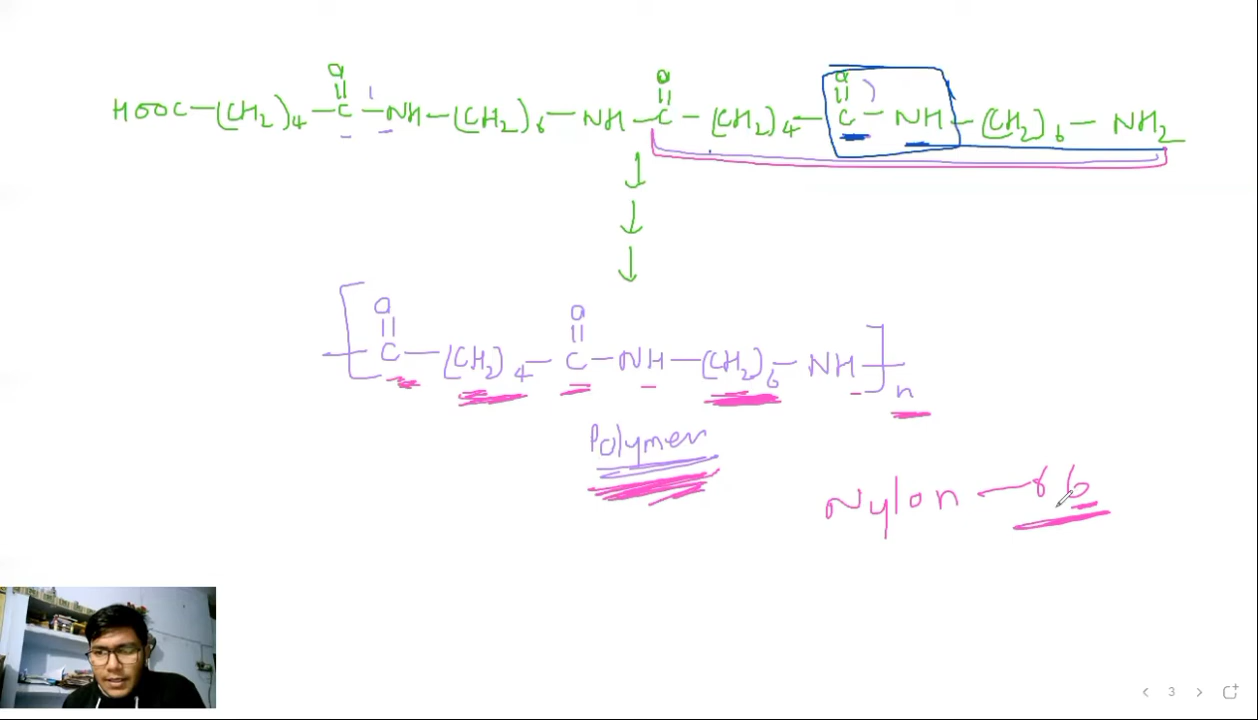 HOOC-(CH2)4-C(=O)-NH-(CH2)6-NH-C(=O)-(CH2)4-C(=O)-NH-(CH2)6-NH2
[-C(=O)-(CH2)4-C(=O)-NH-(CH2)6-NH-]n
Polymer
Nylon-66
3